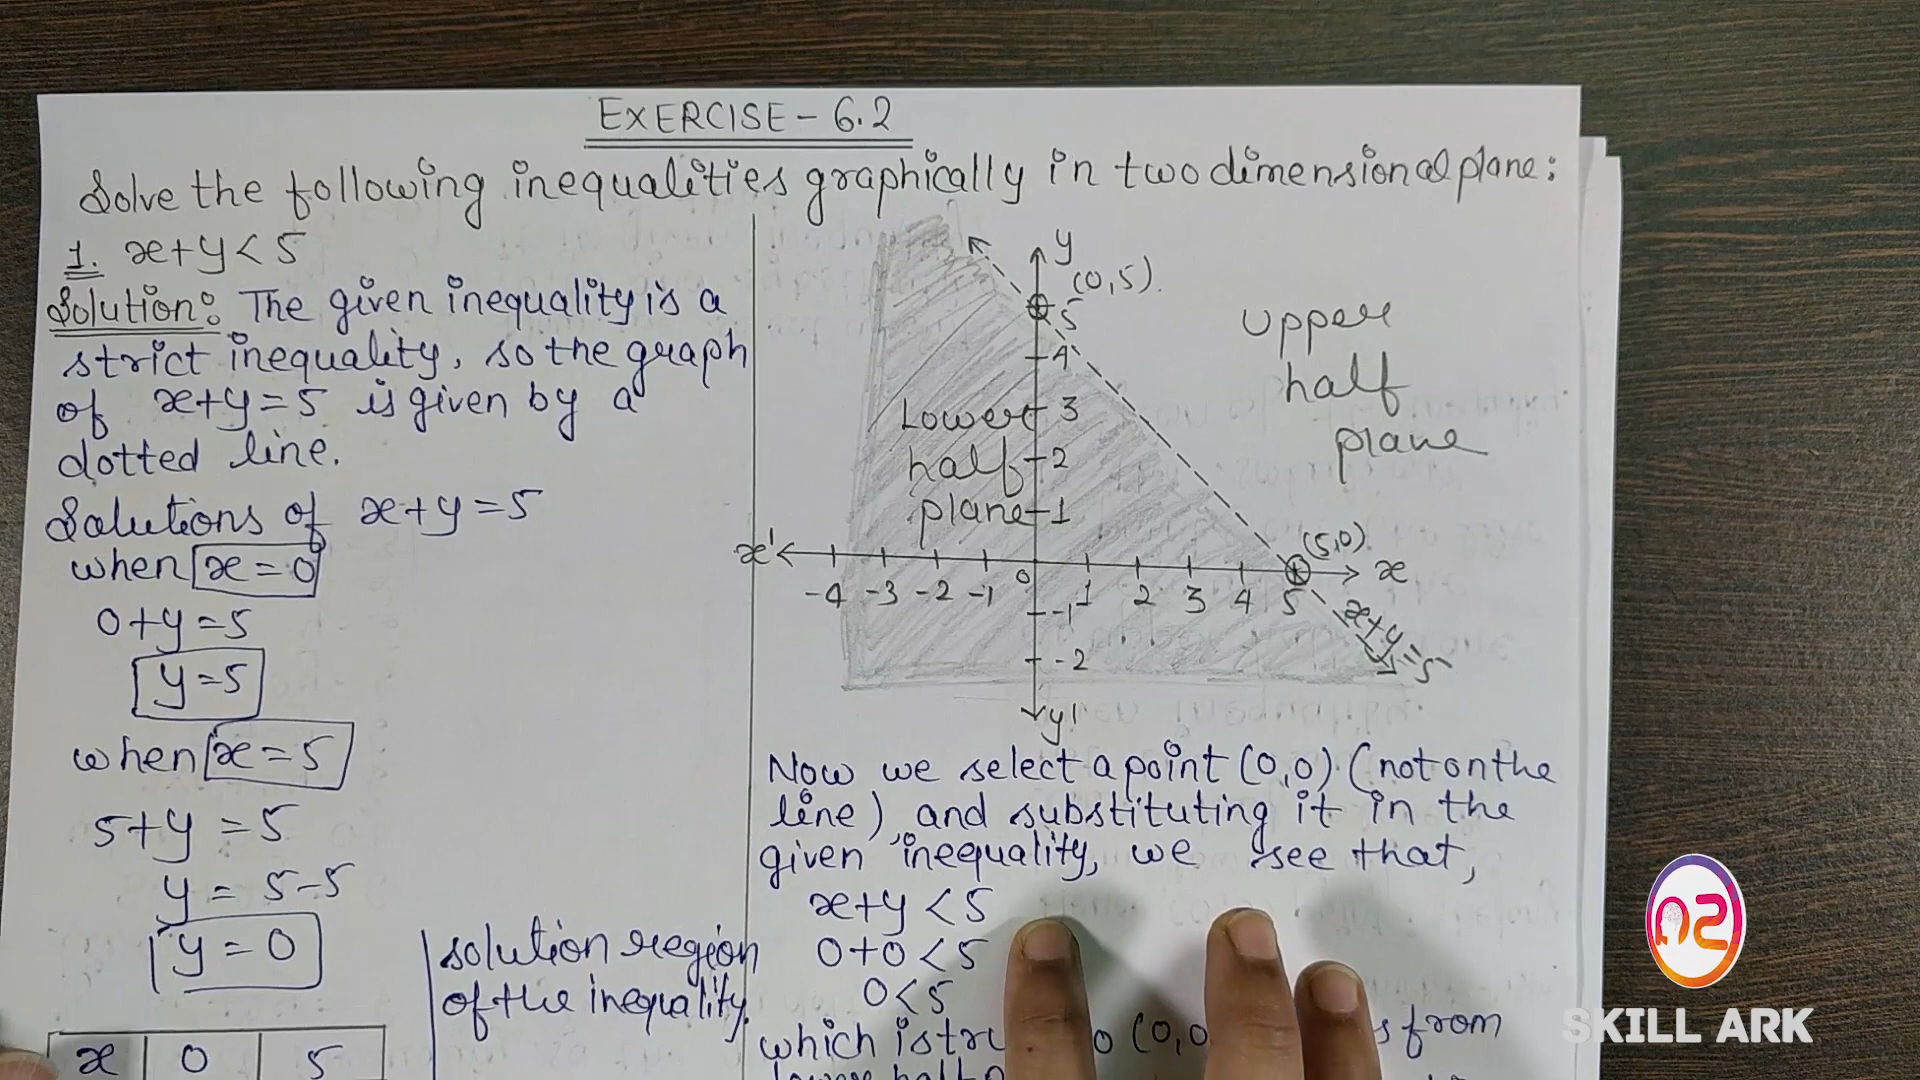 EXERCISE - 6.2
Solve the following inequalities graphically in two dimensional plane:
1. x+y<5
Solution: The given inequality is a
strict inequality, so the graph
of x+y=5 is given by a
dotted line.
Solutions of x+y=5
when x=0
0+y=5
y=5
when x=5
5+y=5
y=5-5
y=0
x 0 5
solution region
of the inequality.
y
(0,5).
5
4
3
2
1
Lower
half
plane
Upper
half
plane
(5,0).
x' x
-4 -3 -2 -1 0 1 2 3 4 5
-1
-2
x+y=5
y'
Now we select a point (0,0) (not on the
line) and substituting it in the
given inequality, we see that,
x+y<5
0+0<5
0<5
which is from
SKILL ARK